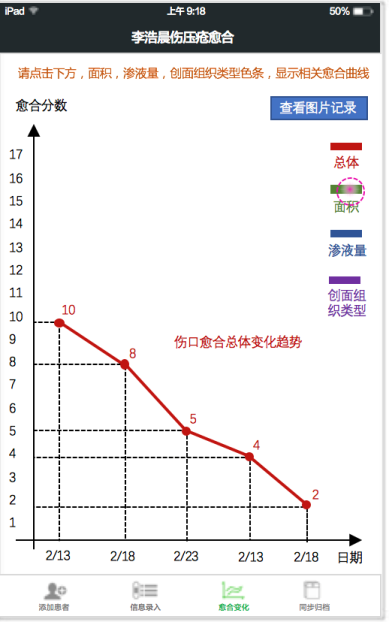 iPad 上午 9:18 50%
李浩晨伤压疮愈合
请点击下方，面积，渗液量，创面组织类型色条，显示相关愈合曲线
愈合分数
查看图片记录
17
16
15
14
13
12
11
10
9
8
7
6
5
4
3
2
1
总体
面积
渗液量
创面组
织类型
伤口愈合总体变化趋势
10
8
5
4
2
2/13 2/18 2/23 2/13 2/18 日期
添加患者 信息录入 愈合变化 同步归档